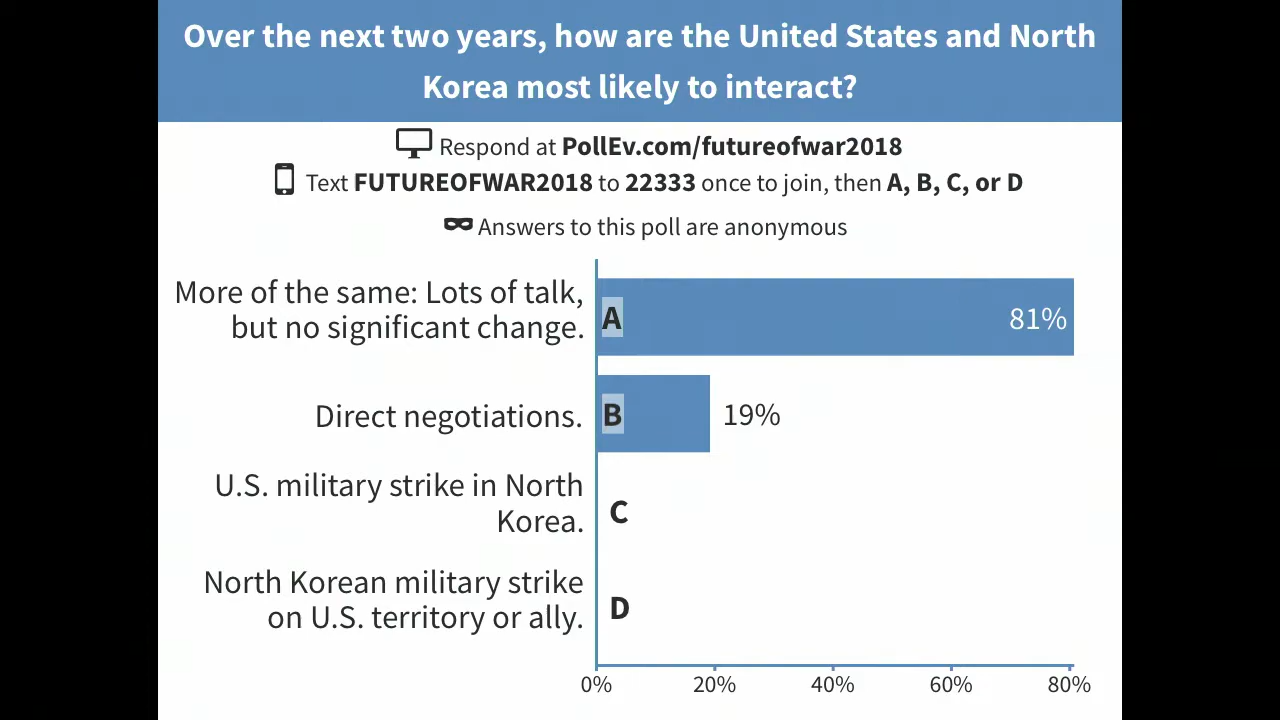 Over the next two years, how are the United States and North
Korea most likely to interact?
Respond at PollEv.com/futureofwar2018
Text FUTUREOFWAR2018 to 22333 once to join, then A, B, C, or D
Answers to this poll are anonymous
More of the same: Lots of talk,
but no significant change.
A
81%
Direct negotiations.
B
19%
U.S. military strike in North
Korea.
C
North Korean military strike
on U.S. territory or ally.
D
0% 20% 40% 60% 80%